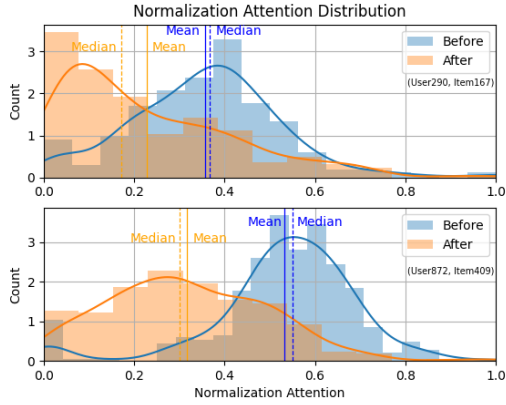 Normalization Attention Distribution
Mean
Median
Median
Mean
Before
After
(User290, Item167)
Count
3
2
1
0
0.0 0.2 0.4 0.6 0.8 1.0
Mean
Median
Median
Mean
Before
After
(User872, Item409)
Count
3
2
1
0
0.0 0.2 0.4 0.6 0.8 1.0
Normalization Attention